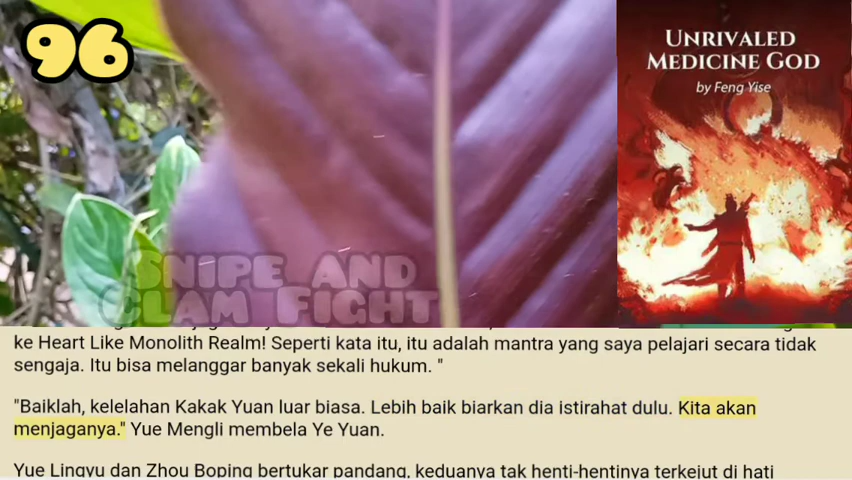 96
UNRIVALED
MEDICINE GOD
by Feng Yise
SNIPE AND
CLAM FIGHT
ke Heart Like Monolith Realm! Seperti kata itu, itu adalah mantra yang saya pelajari secara tidak
sengaja. Itu bisa melanggar banyak sekali hukum. "
"Baiklah, kelelahan Kakak Yuan luar biasa. Lebih baik biarkan dia istirahat dulu. Kita akan
menjaganya." Yue Mengli membela Ye Yuan.
Yue Lingyu dan Zhou Boping bertukar pandang, keduanya tak henti-hentinya terkejut di hati